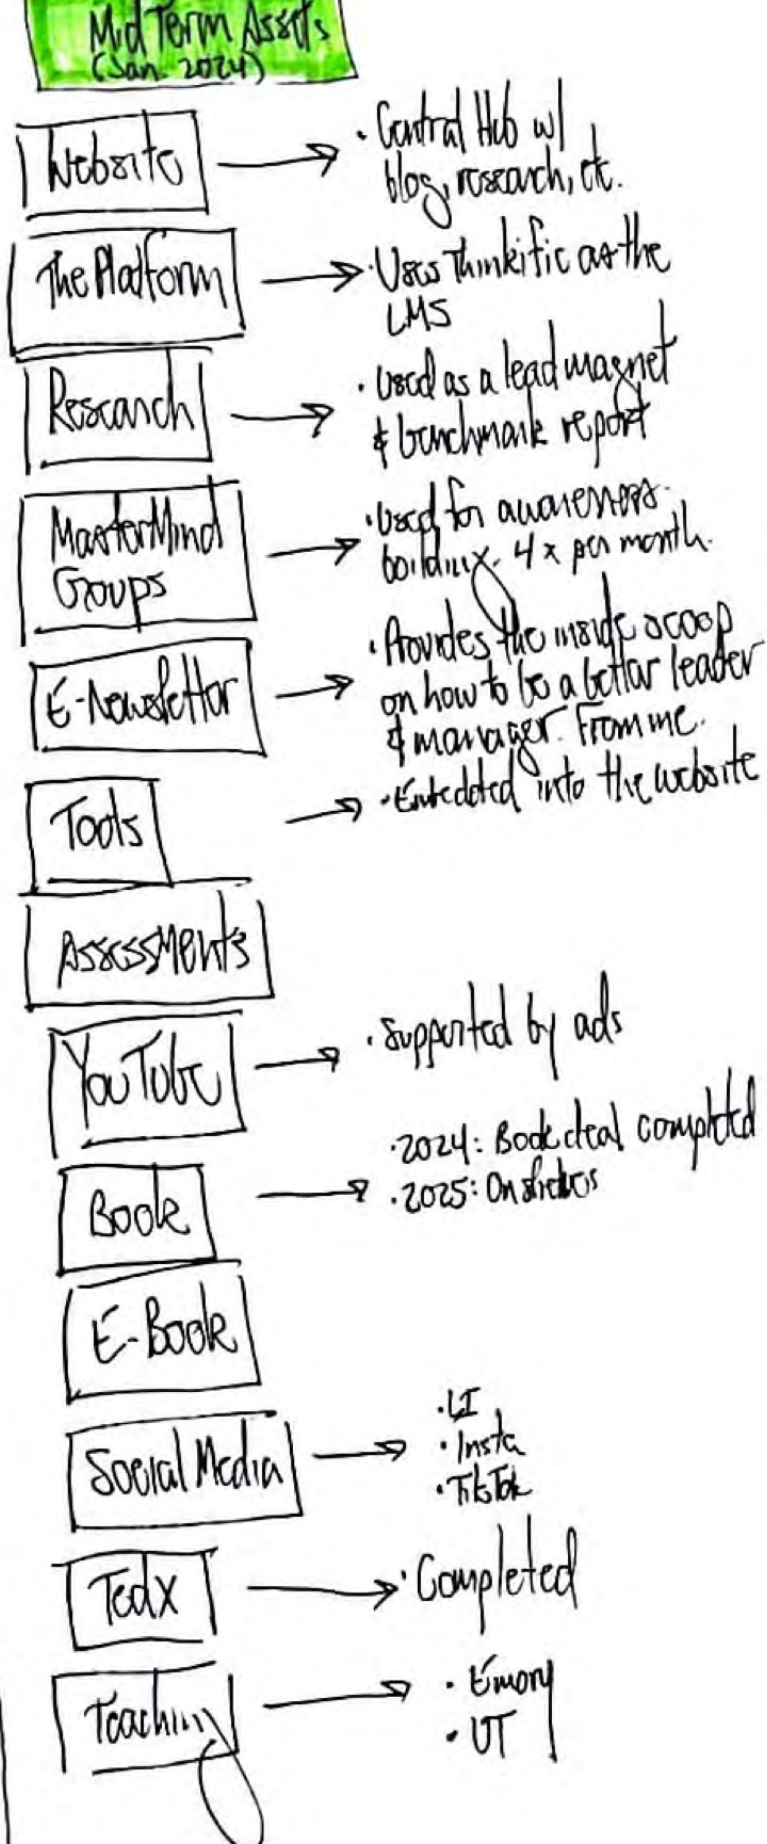 Mid Term Assets
(Jan. 2024)
Website
• Central Hub w/
blog, research, etc.
The Platform
• Uses Thinkific as the
LMS
Research
• Used as a lead magnet
& benchmark report
MasterMind
Groups
• Used for awareness
building. 4x per month.
E-Newsletter
• Provides the inside scoop
on how to be a better leader
& manager. From me.
Tools
• Embedded into the website
Assessments
YouTube
• Supported by ads
Book
• 2024: Book deal completed
• 2025: On shelves
E-Book
Social Media
• LI
• Insta
• TikTok
Tedx
• Completed
Teaching
• Emory
• UT